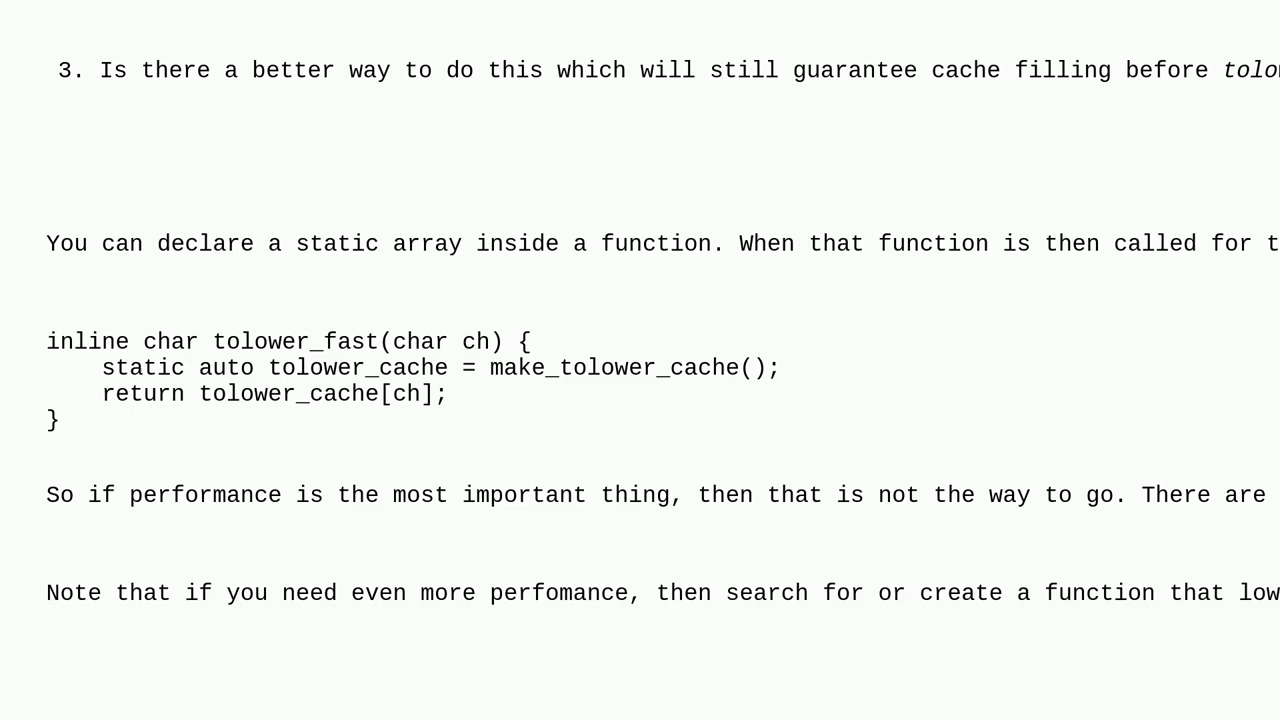 3. Is there a better way to do this which will still guarantee cache filling before
You can declare a static array inside a function. When that function is then called for
inline char tolower_fast(char ch) {
    static auto tolower_cache = make_tolower_cache();
    return tolower_cache[ch];
}
So if performance is the most important thing, then that is not the way to go. There are
Note that if you need even more perfomance, then search for or create a function that